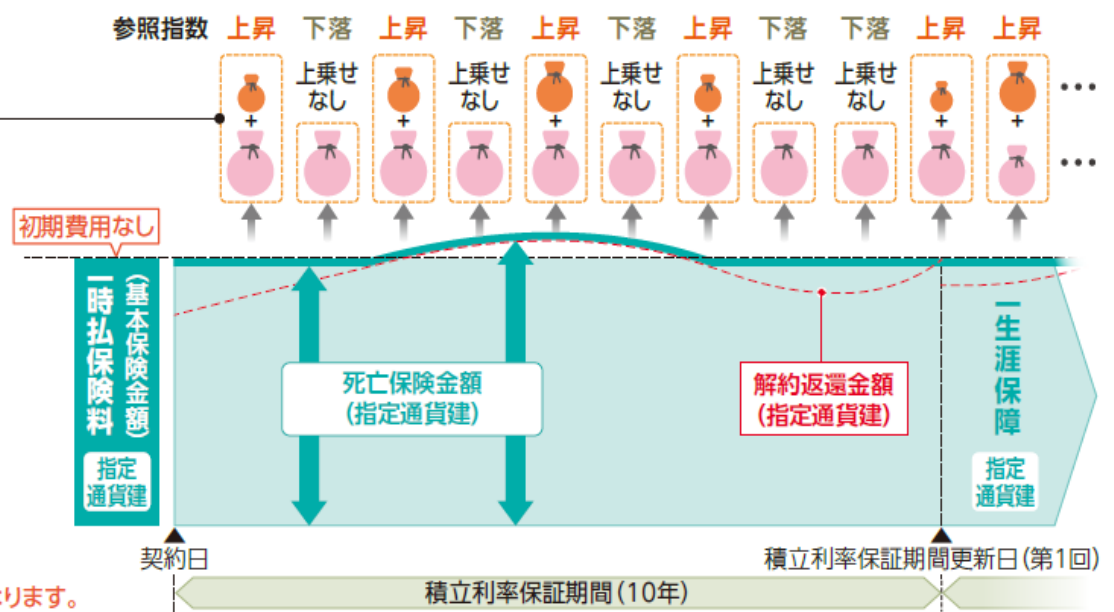 参照指数 上昇 下落 上昇 下落 上昇 下落 上昇 下落 下落 上昇 上昇
上乗せ 上乗せ 上乗せ 上乗せ 上乗せ
なし なし なし なし なし
+ + + + + + …
…
初期費用なし
一時払保険料
(基本保険金額)
指定
通貨建
死亡保険金額
(指定通貨建)
解約返還金額
(指定通貨建)
一生涯保障
指定
通貨建
契約日
積立利率保証期間更新日(第1回)
積立利率保証期間(10年)
ります。